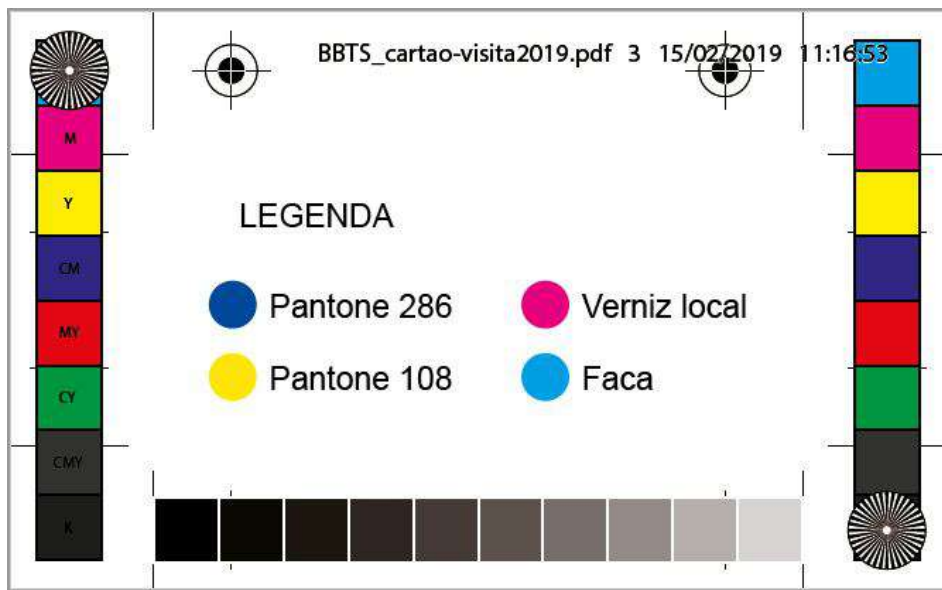 BBTS_cartao-visita2019.pdf 3 15/02/2019 11:16:53
M
Y
CM
MY
CY
CMY
K
LEGENDA
Pantone 286
Verniz local
Pantone 108
Faca